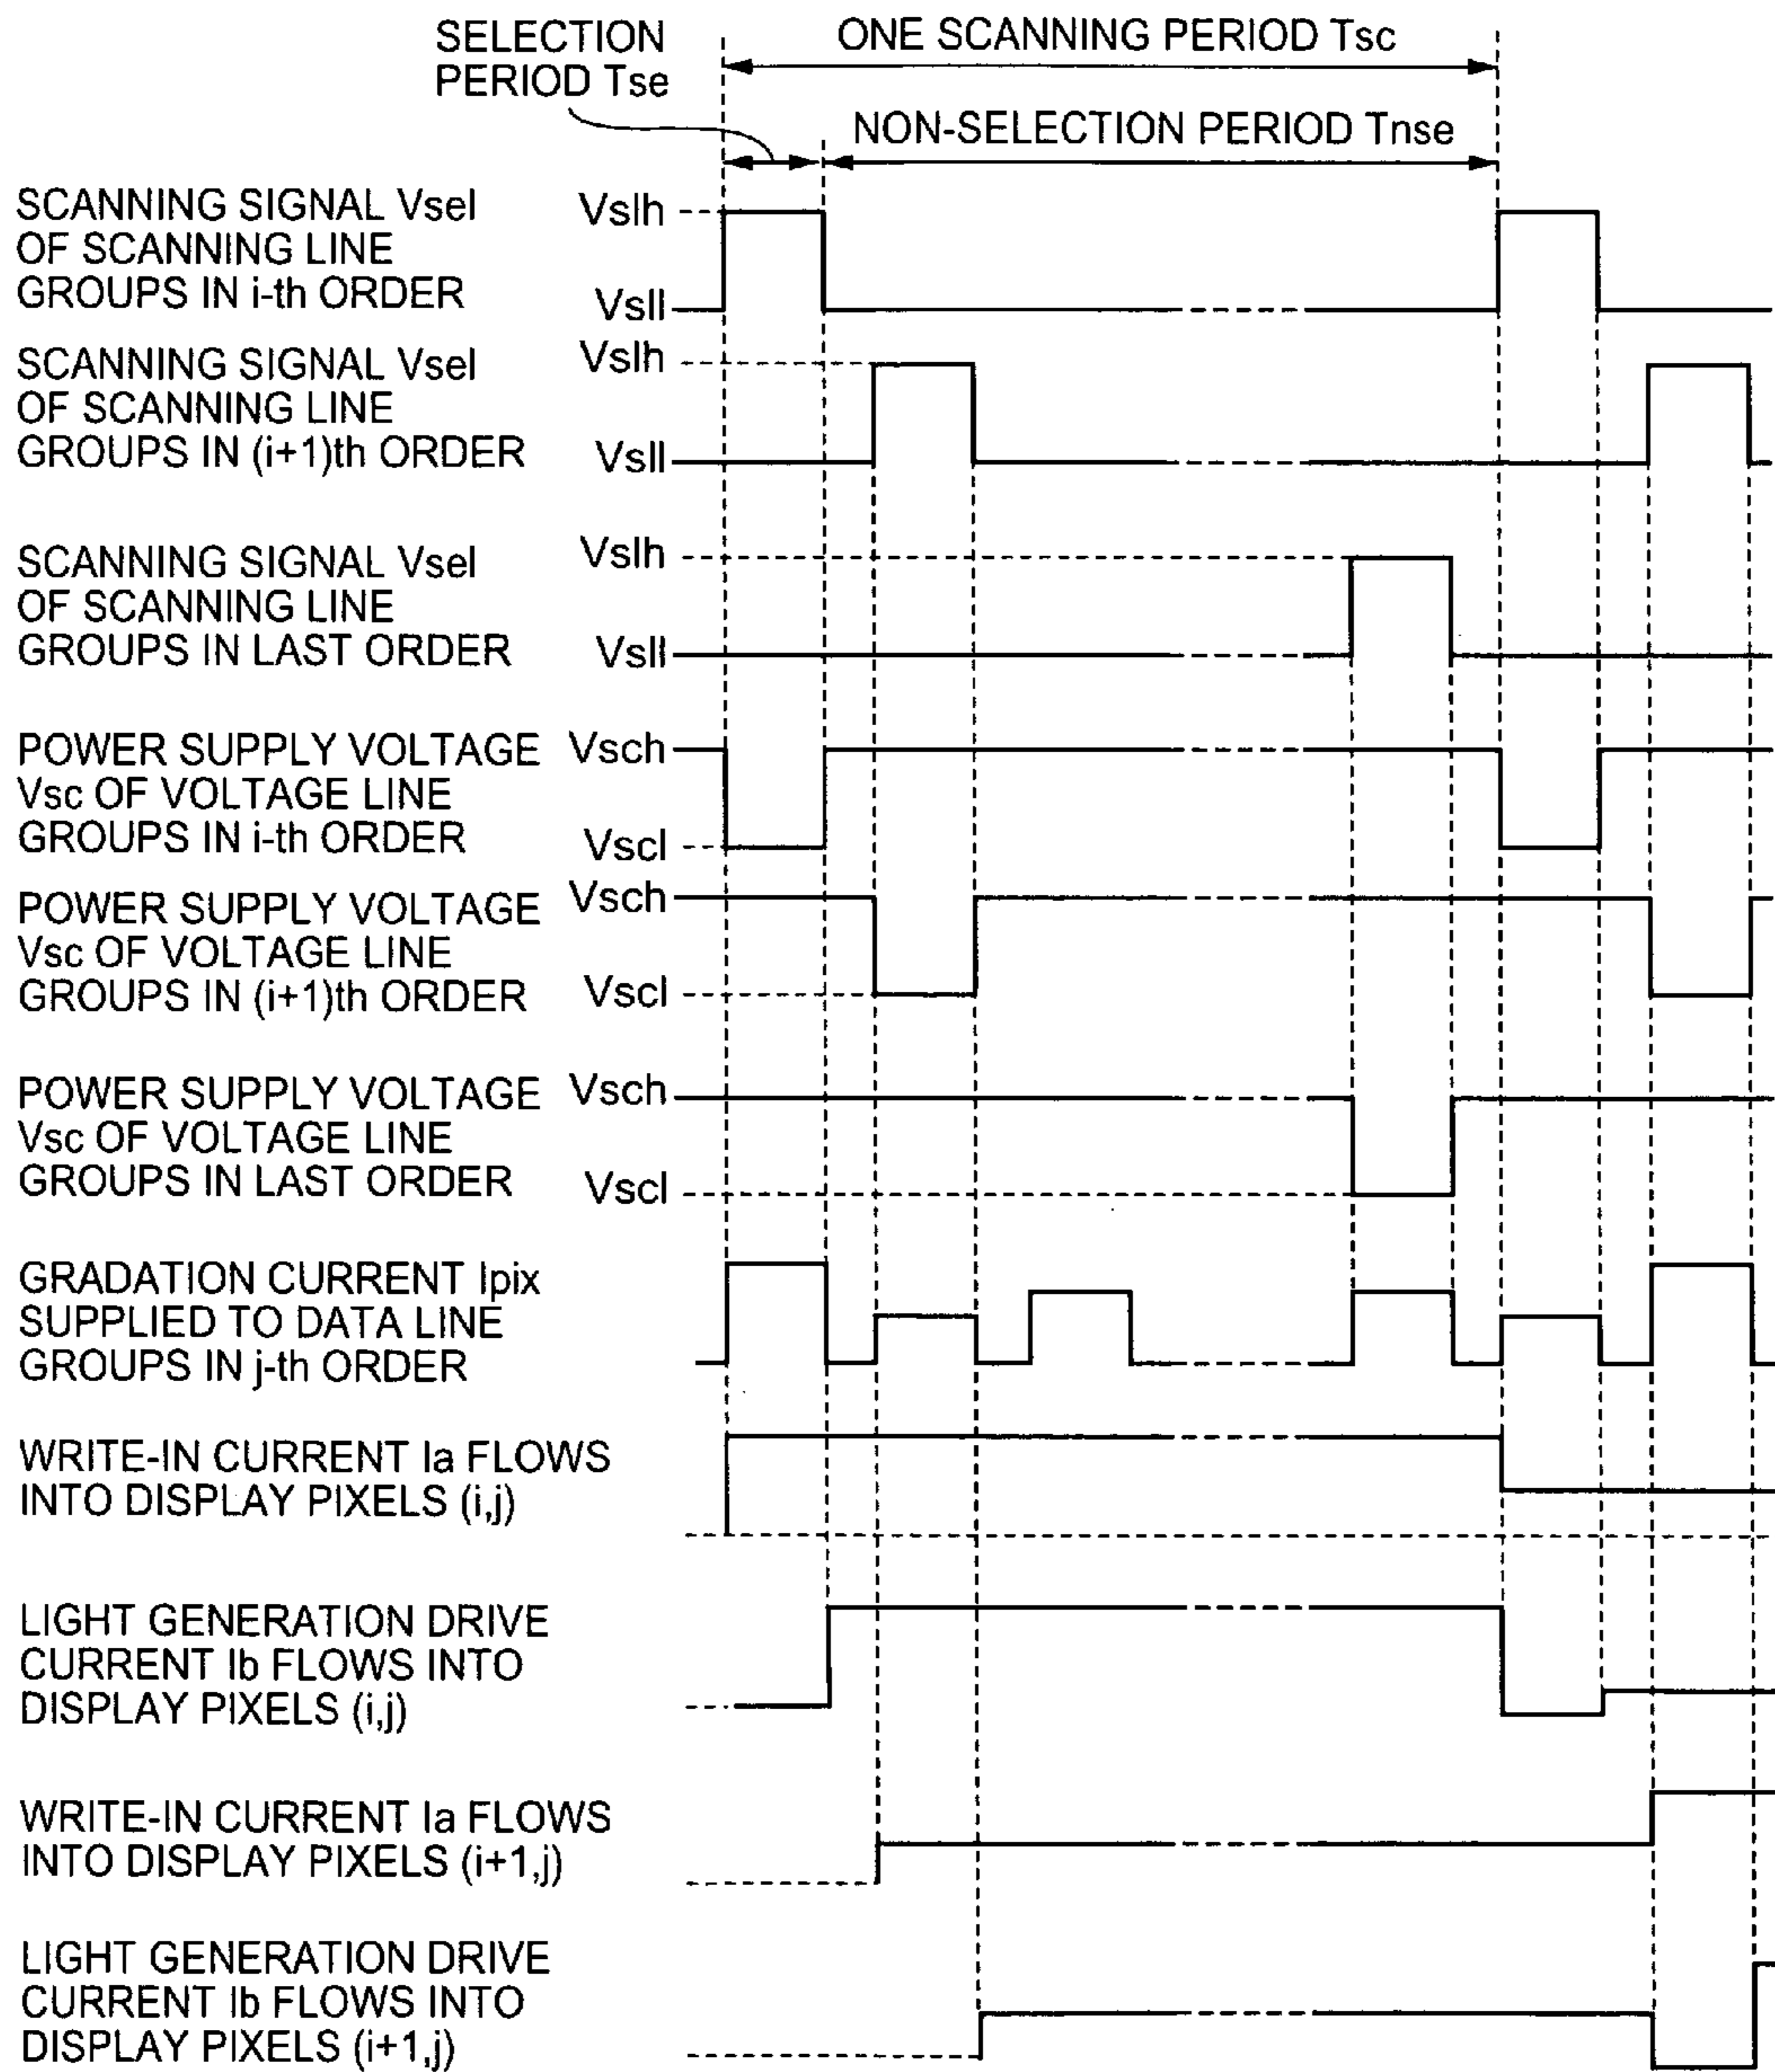 SELECTION
PERIOD Tse
ONE SCANNING PERIOD Tsc
NON-SELECTION PERIOD Tnse
SCANNING SIGNAL Vsel
OF SCANNING LINE
GROUPS IN i-th ORDER
Vslh
Vsll
SCANNING SIGNAL Vsel
OF SCANNING LINE
GROUPS IN (i+1)th ORDER
Vslh
Vsll
SCANNING SIGNAL Vsel
OF SCANNING LINE
GROUPS IN LAST ORDER
Vslh
Vsll
POWER SUPPLY VOLTAGE
Vsc OF VOLTAGE LINE
GROUPS IN i-th ORDER
Vsch
Vscl
POWER SUPPLY VOLTAGE
Vsc OF VOLTAGE LINE
GROUPS IN (i+1)th ORDER
Vsch
Vscl
POWER SUPPLY VOLTAGE
Vsc OF VOLTAGE LINE
GROUPS IN LAST ORDER
Vsch
Vscl
GRADATION CURRENT Ipix
SUPPLIED TO DATA LINE
GROUPS IN j-th ORDER
WRITE-IN CURRENT Ia FLOWS
INTO DISPLAY PIXELS (i,j)
LIGHT GENERATION DRIVE
CURRENT Ib FLOWS INTO
DISPLAY PIXELS (i,j)
WRITE-IN CURRENT Ia FLOWS
INTO DISPLAY PIXELS (i+1,j)
LIGHT GENERATION DRIVE
CURRENT Ib FLOWS INTO
DISPLAY PIXELS (i+1,j)